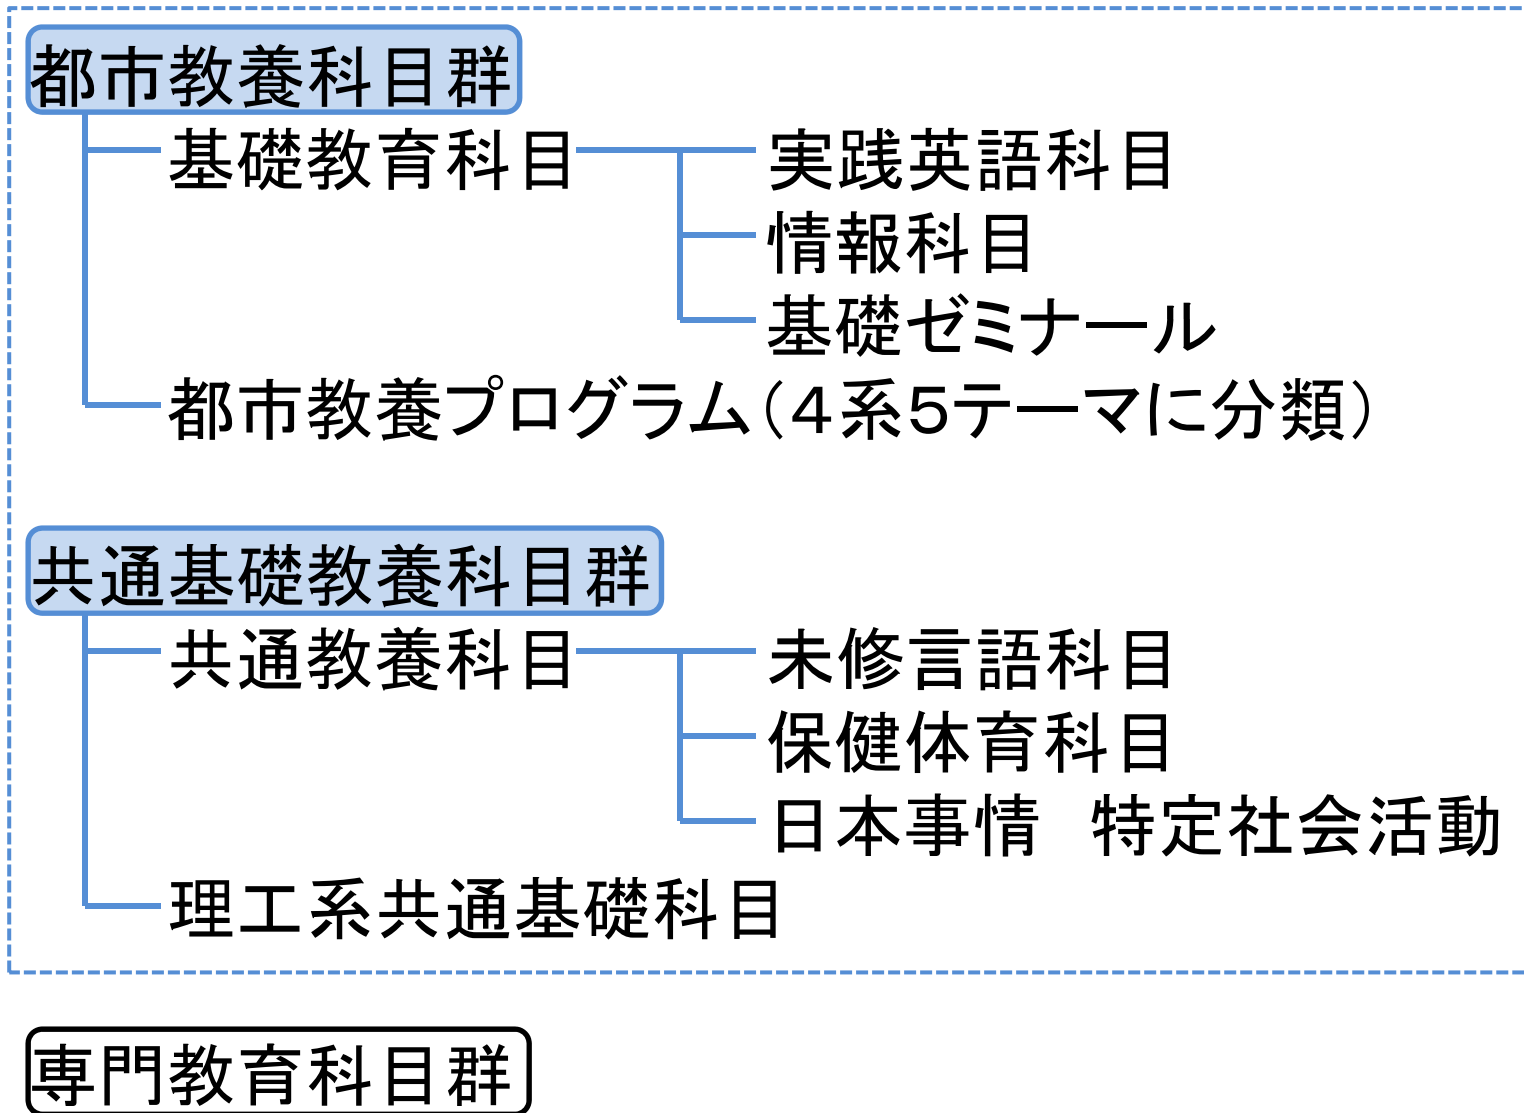 都市教養科目群
基礎教育科目 実践英語科目
情報科目
基礎ゼミナール
都市教養プログラム（４系５テーマに分類）
共通基礎教養科目群
共通教養科目 未修言語科目
保健体育科目
日本事情　特定社会活動
理工系共通基礎科目
専門教育科目群